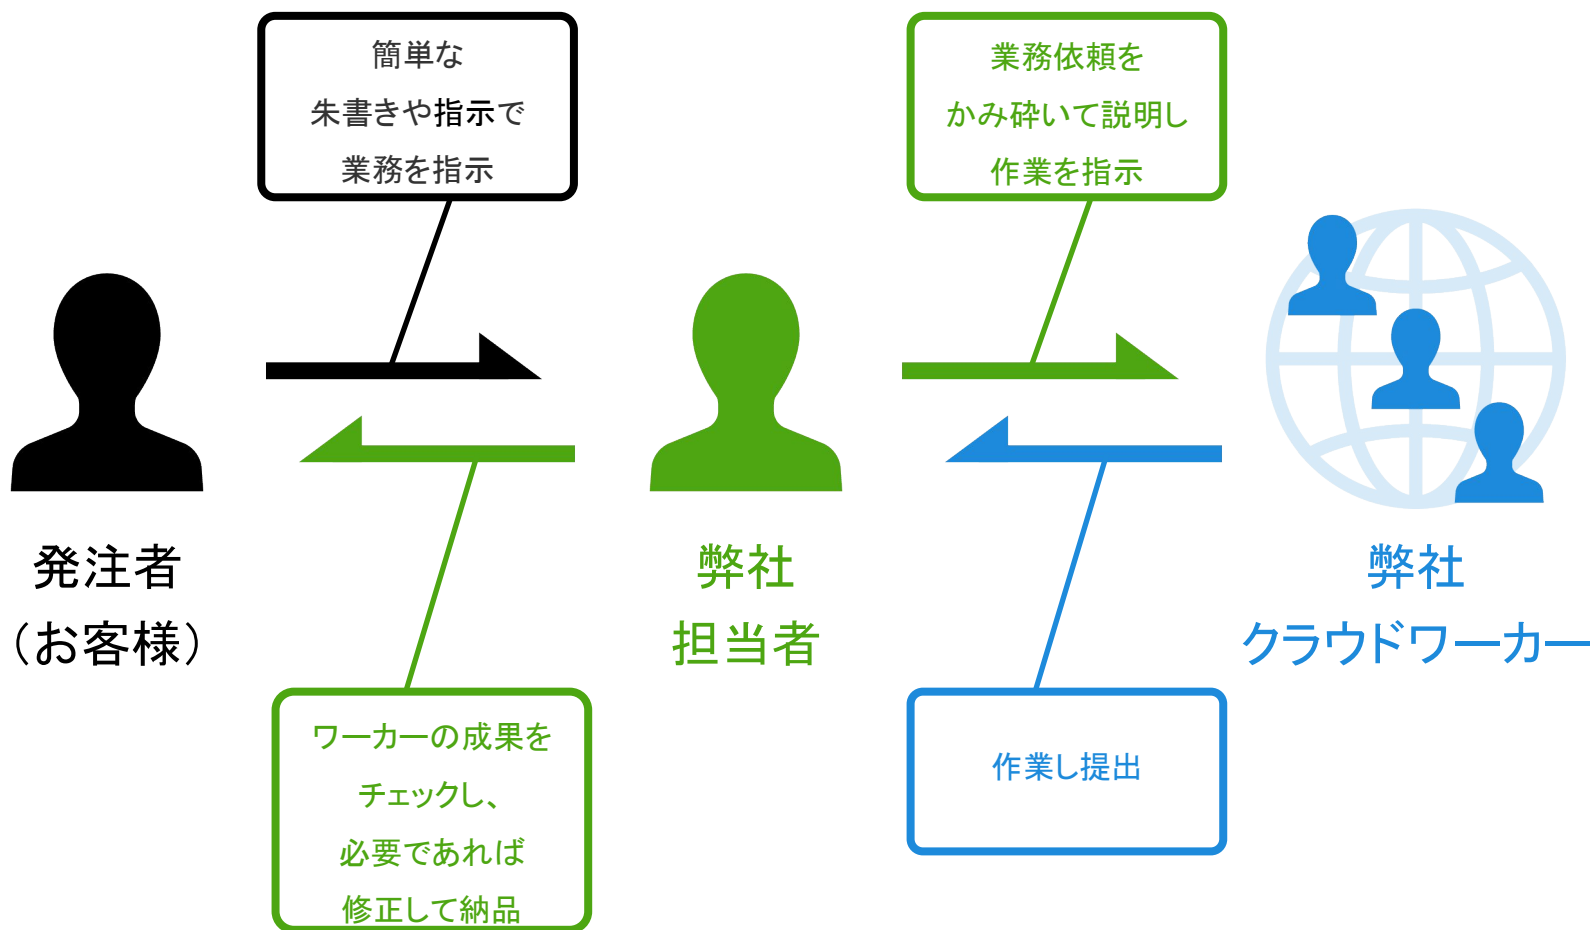 簡単な
朱書きや指示で
業務を指示
業務依頼を
かみ砕いて説明し
作業を指示
発注者
（お客様）
弊社
担当者
弊社
クラウドワーカー
ワーカーの成果を
チェックし、
必要であれば
修正して納品
作業し提出